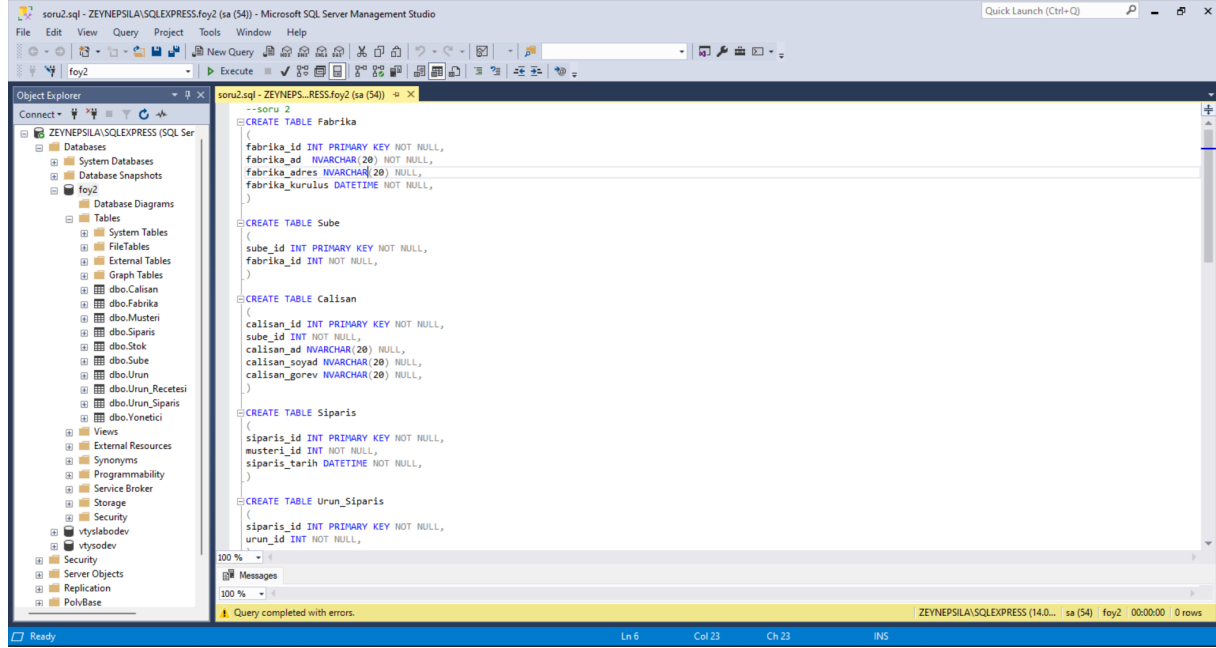 soru2.sql - ZEYNEPSILA\SQLEXPRESS.foy2 (sa (54)) - Microsoft SQL Server Management Studio
Quick Launch (Ctrl+Q)
File Edit View Query Project Tools Window Help
New Query
foy2
Execute
Object Explorer
soru2.sql - ZEYNEPS...RESS.foy2 (sa (54))
Connect
ZEYNEPSILA\SQLEXPRESS (SQL Ser
Databases
System Databases
Database Snapshots
foy2
Database Diagrams
Tables
System Tables
FileTables
External Tables
Graph Tables
dbo.Calisan
dbo.Fabrika
dbo.Musteri
dbo.Siparis
dbo.Stok
dbo.Sube
dbo.Urun
dbo.Urun_Recetesi
dbo.Urun_Siparis
dbo.Yonetici
Views
External Resources
Synonyms
Programmability
Service Broker
Storage
Security
vtyslabodev
vtysodev
Security
Server Objects
Replication
PolyBase
--soru 2
CREATE TABLE Fabrika
(
fabrika_id INT PRIMARY KEY NOT NULL,
fabrika_ad  NVARCHAR(20) NOT NULL,
fabrika_adres NVARCHAR(20) NULL,
fabrika_kurulus DATETIME NOT NULL,
)
CREATE TABLE Sube
(
sube_id INT PRIMARY KEY NOT NULL,
fabrika_id INT NOT NULL,
)
CREATE TABLE Calisan
(
calisan_id INT PRIMARY KEY NOT NULL,
sube_id INT NOT NULL,
calisan_ad NVARCHAR(20) NULL,
calisan_soyad NVARCHAR(20) NULL,
calisan_gorev NVARCHAR(20) NULL,
)
CREATE TABLE Siparis
(
siparis_id INT PRIMARY KEY NOT NULL,
musteri_id INT NOT NULL,
siparis_tarih DATETIME NOT NULL,
)
CREATE TABLE Urun_Siparis
(
siparis_id INT PRIMARY KEY NOT NULL,
urun_id INT NOT NULL,
100 %
Messages
100 %
Query completed with errors.
ZEYNEPSILA\SQLEXPRESS (14.0... sa (54) foy2 00:00:00 0 rows
Ready
Ln 6 Col 23 Ch 23 INS